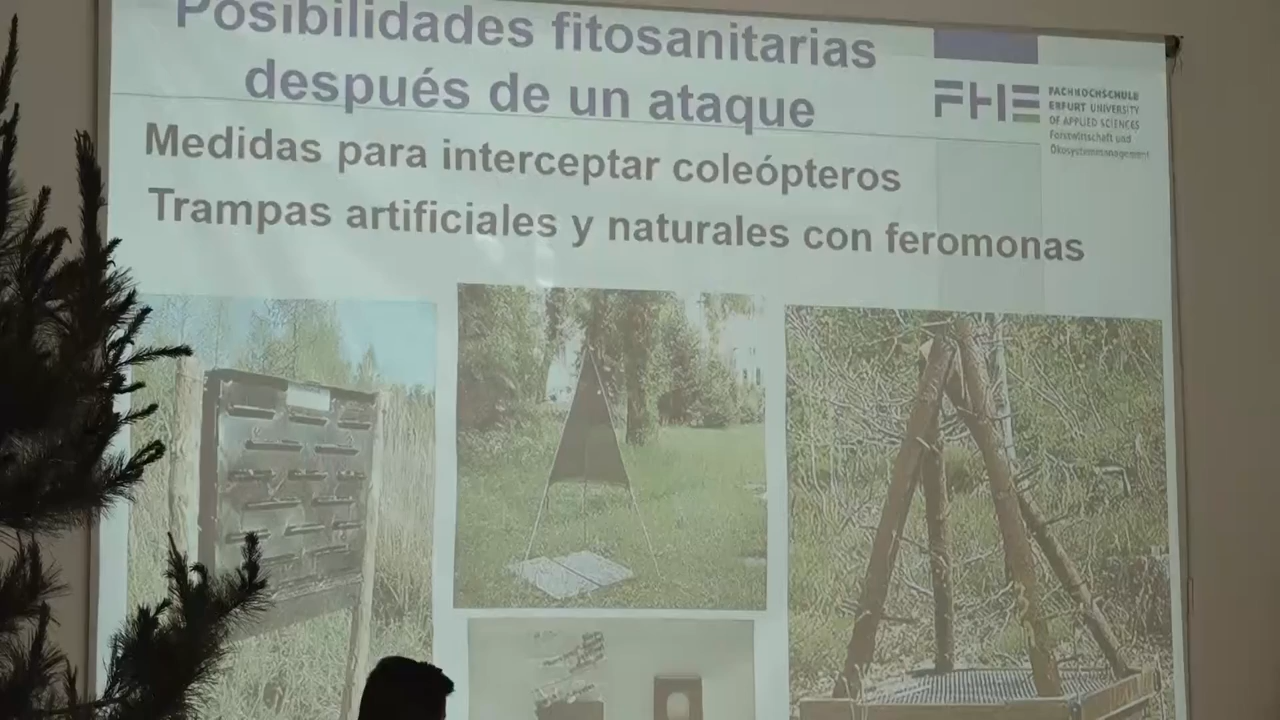 Posibilidades fitosanitarias
después de un ataque
FHE
FACHHOCHSCHULE
ERFURT UNIVERSITY
OF APPLIED SCIENCES
Forstwirtschaft und
Ökosystemmanagement
Medidas para interceptar coleópteros
Trampas artificiales y naturales con feromonas